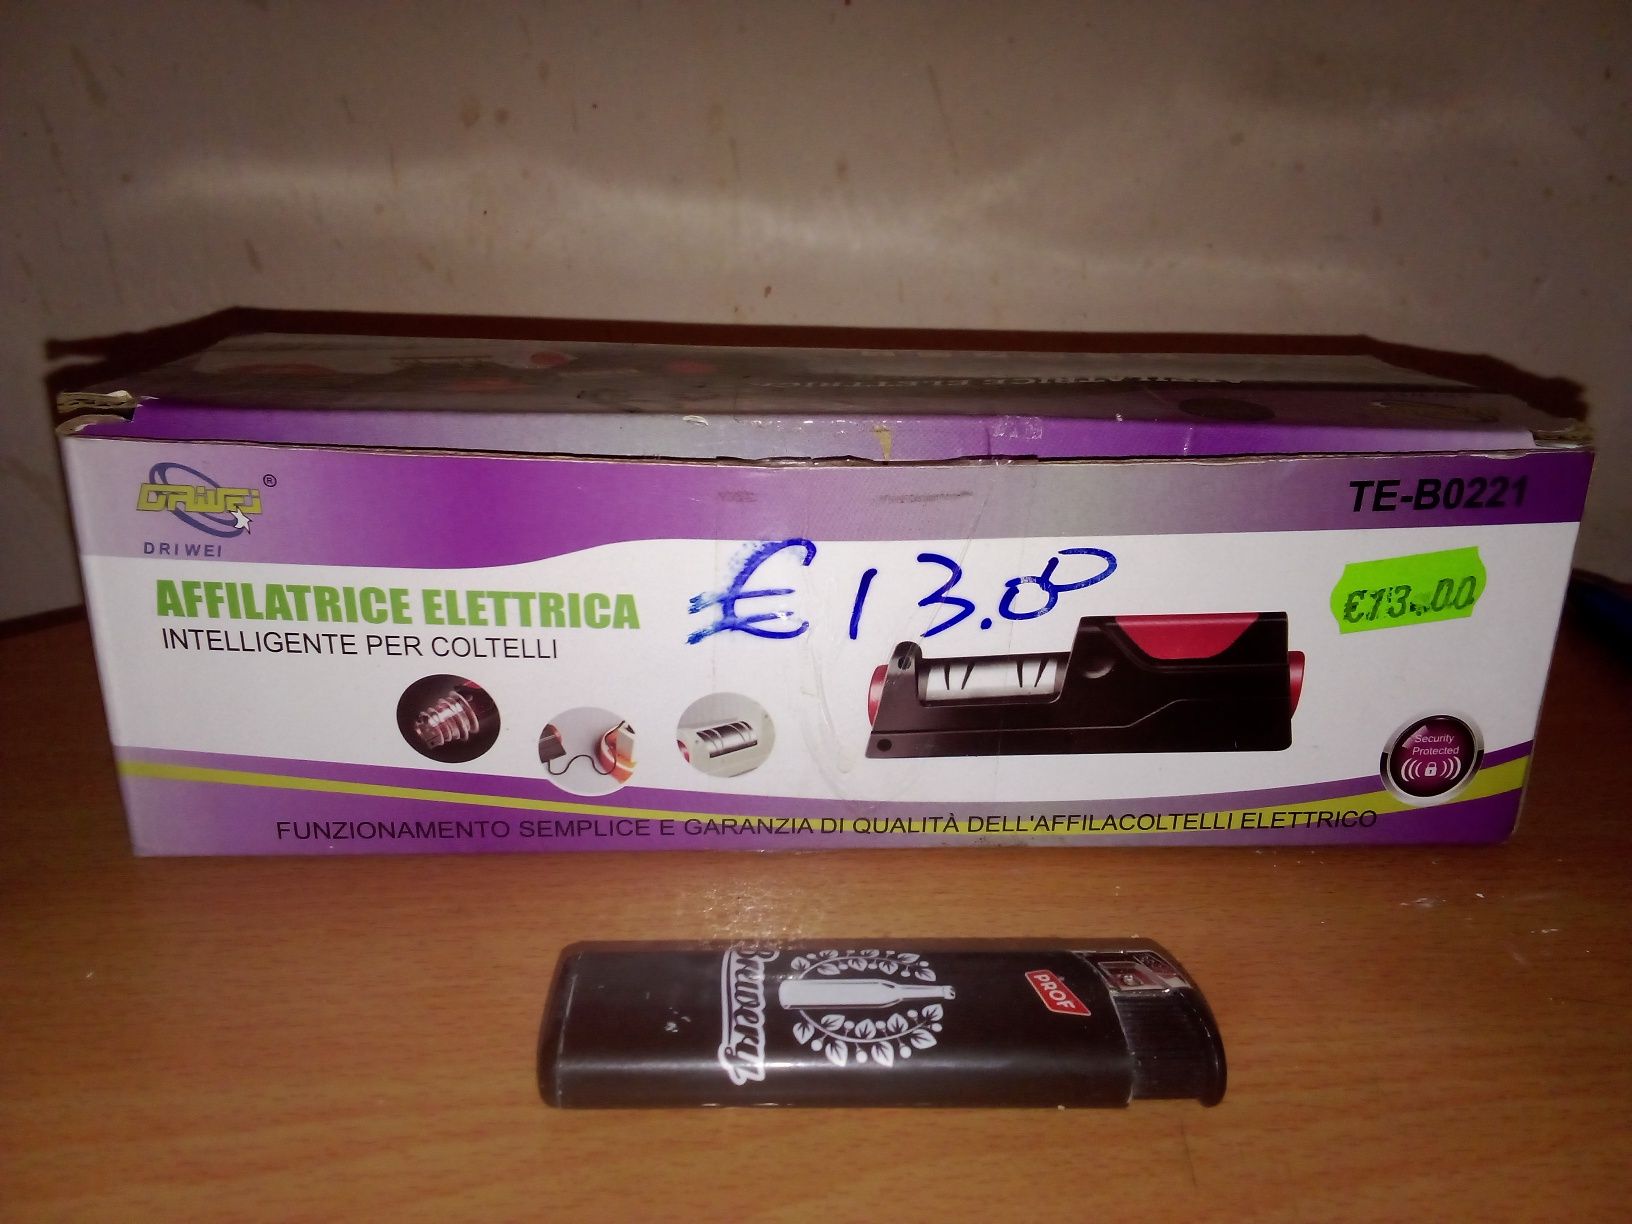 DRiWEi ®
DRIWEI
TE-B0221
AFFILATRICE ELETTRICA
INTELLIGENTE PER COLTELLI
€13.00
€13.00
Security
Protected
FUNZIONAMENTO SEMPLICE E GARANZIA DI QUALITÀ DELL'AFFILACOLTELLI ELETTRICO
Brewery
PROF